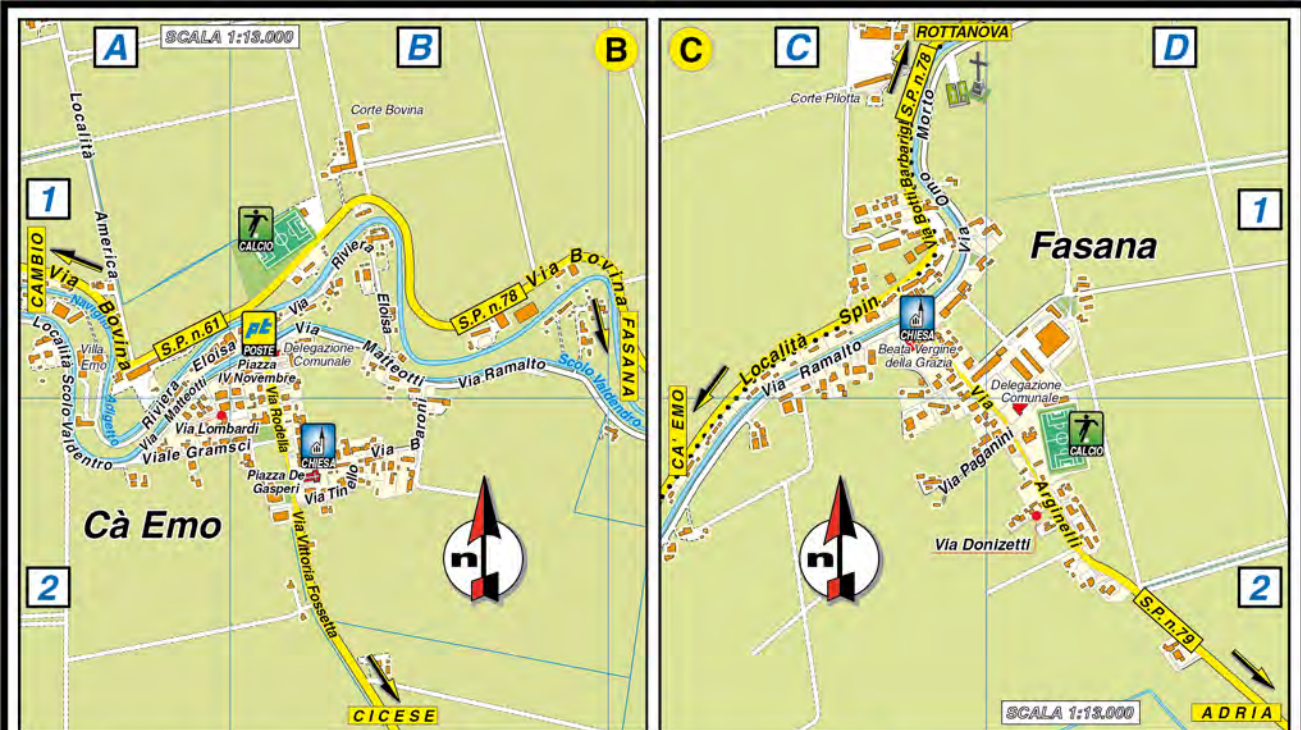 A
SCALA 1:13.000
B
B
Corte Bovina
Località
America
1
CAMBIO
CALCIO
Via Bovina
Naviglio
Adigetto
S.P. n.61
Via
Riviera
Eloisa
Via Bovina
S.P. n.78
FASANA
Località Scolo Valdentro
Villa
Emo
Riviera Eloisa
pt
POSTE
Delegazione
Comunale
Piazza
IV Novembre
Via Matteotti
Via Matteotti
Via Ramalto
Scolo Valdendro
Via Lombardi
Via Rodella
Viale Gramsci
CHIESA
Via Baroni
Piazza De
Gasperi
Via Tinello
Cà Emo
n
2
Via Vittoria Fossetta
CICESE
C
C
ROTTANOVA
D
S.P. n.78
Corte Pilotta
Via Botti Barbarigi
Via Omo Morto
1
Fasana
Località Spin
CHIESA
Beata Vergine
della Grazia
Via Ramalto
CA' EMO
Delegazione
Comunale
CALCIO
Via Paganini
Via Arginelli
Via Donizetti
n
2
S.P. n.79
SCALA 1:13.000
ADRIA